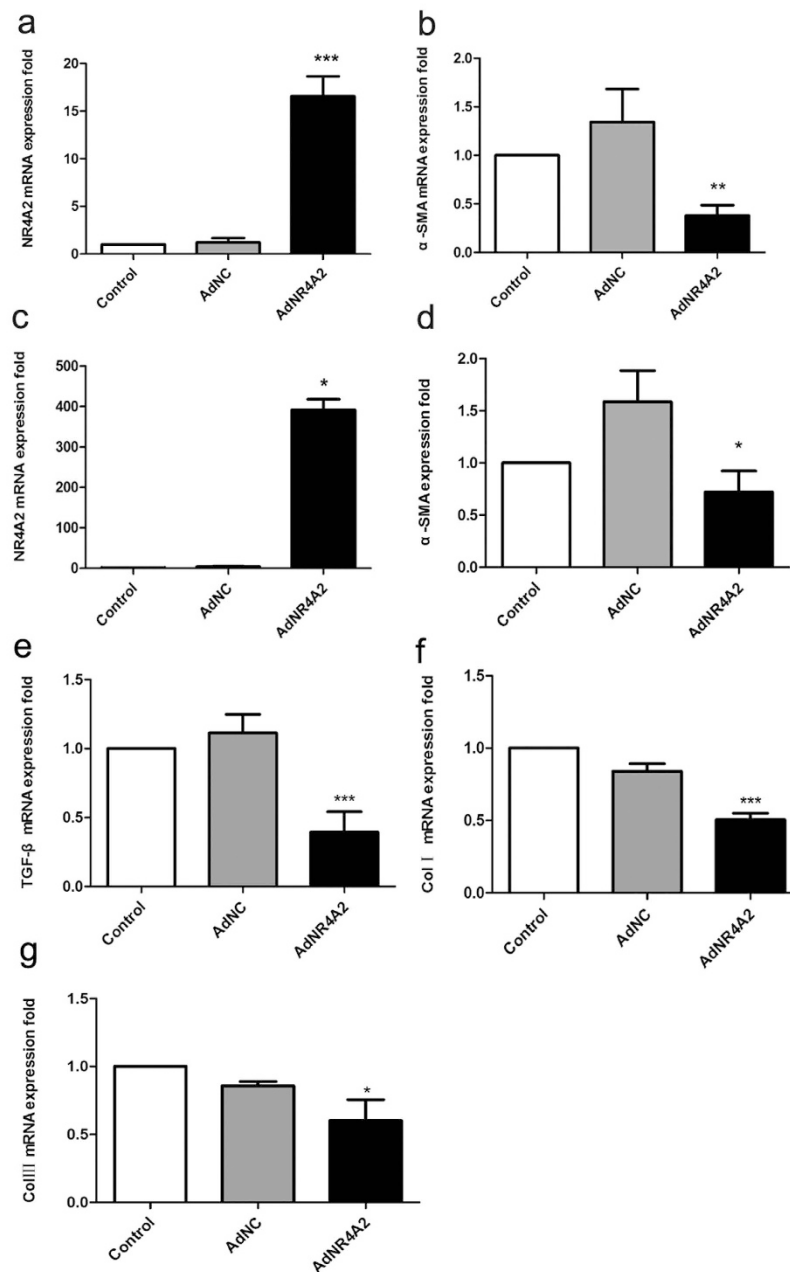 a
NR4A2 mRNA expression fold
20
15
10
5
0
***
Control
AdNC
AdNR4A2
b
α-SMA mRNA expression fold
2.0
1.5
1.0
0.5
0.0
**
Control
AdNC
AdNR4A2
c
NR4A2 mRNA expression fold
500
400
300
200
100
0
*
Control
AdNC
AdNR4A2
d
α-SMA expression fold
2.0
1.5
1.0
0.5
0.0
*
Control
AdNC
AdNR4A2
e
TGF-β mRNA expression fold
1.5
1.0
0.5
0.0
***
Control
AdNC
AdNR4A2
f
Col Ⅰ mRNA expression fold
1.5
1.0
0.5
0.0
***
Control
AdNC
AdNR4A2
g
ColⅢ mRNA expression fold
1.5
1.0
0.5
0.0
*
Control
AdNC
AdNR4A2